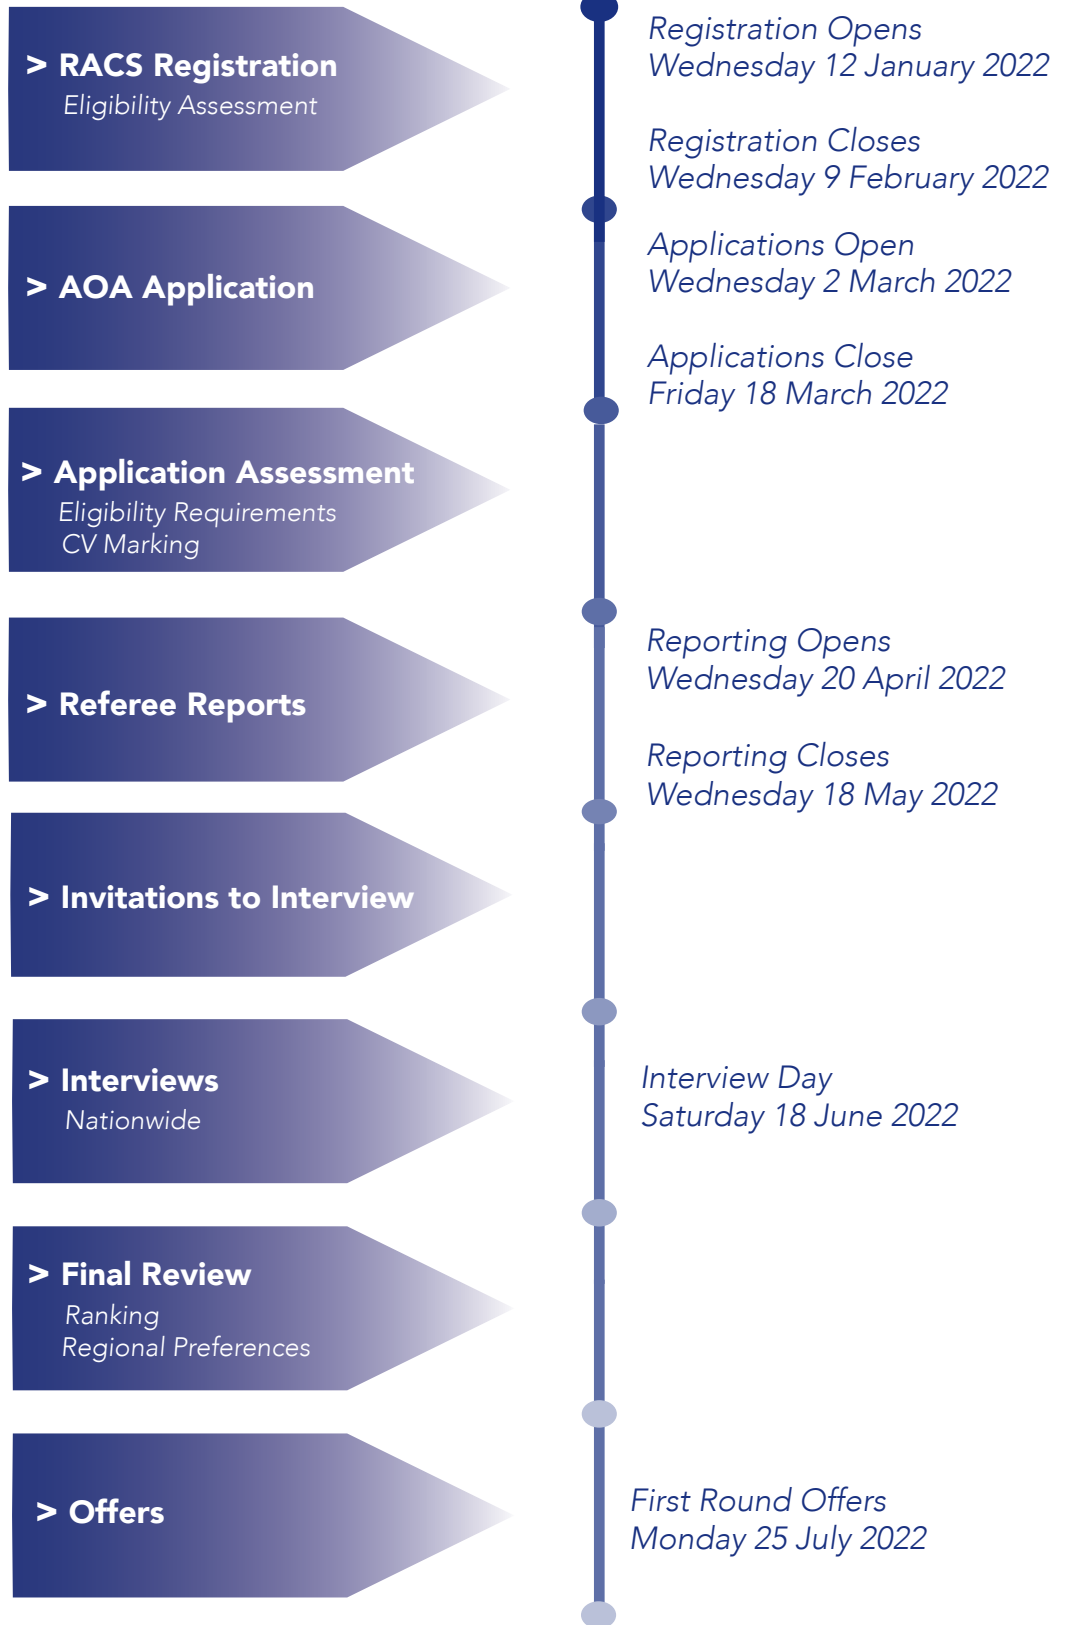 > RACS Registration
Eligibility Assessment
Registration Opens
Wednesday 12 January 2022
Registration Closes
Wednesday 9 February 2022
> AOA Application
Applications Open
Wednesday 2 March 2022
Applications Close
Friday 18 March 2022
> Application Assessment
Eligibility Requirements
CV Marking
> Referee Reports
Reporting Opens
Wednesday 20 April 2022
Reporting Closes
Wednesday 18 May 2022
> Invitations to Interview
> Interviews
Nationwide
Interview Day
Saturday 18 June 2022
> Final Review
Ranking
Regional Preferences
> Offers
First Round Offers
Monday 25 July 2022